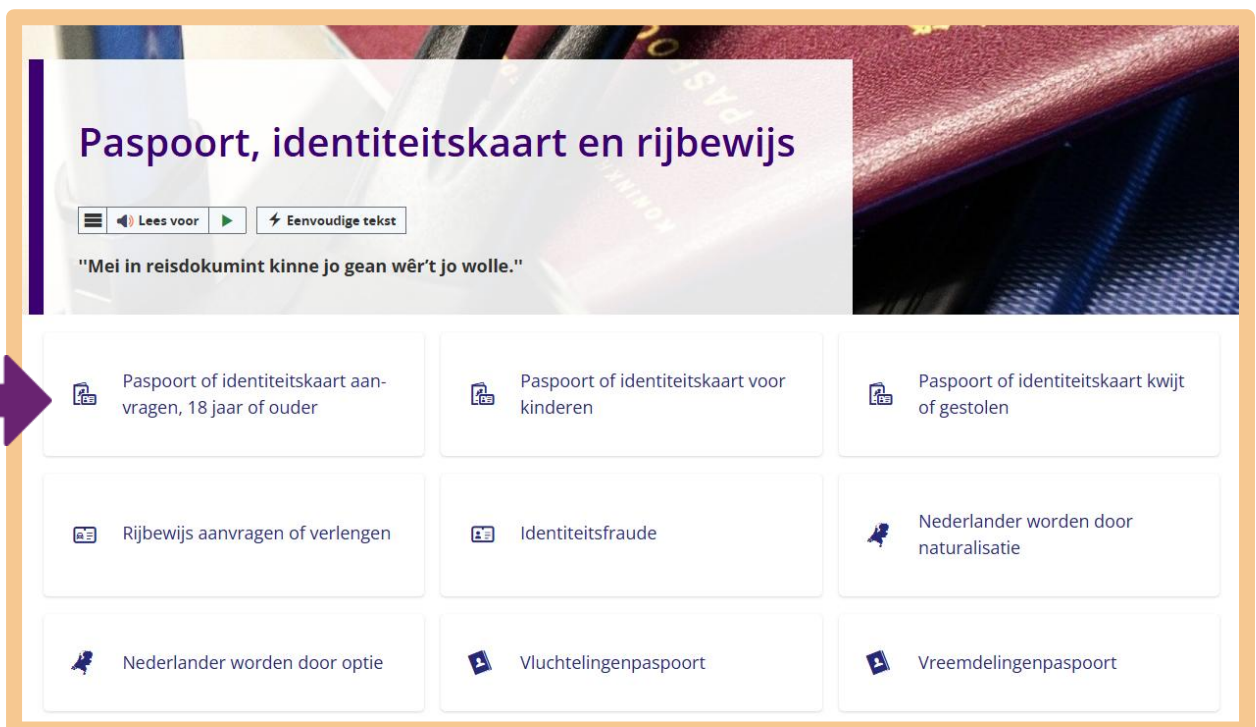 PASPO
KONINK
Paspoort, identiteitskaart en rijbewijs
Lees voor
Eenvoudige tekst
"Mei in reisdokumint kinne jo gean wêr't jo wolle."
Paspoort of identiteitskaart aan-
vragen, 18 jaar of ouder
Paspoort of identiteitskaart voor
kinderen
Paspoort of identiteitskaart kwijt
of gestolen
Rijbewijs aanvragen of verlengen
Identiteitsfraude
Nederlander worden door
naturalisatie
Nederlander worden door optie
Vluchtelingenpaspoort
Vreemdelingenpaspoort